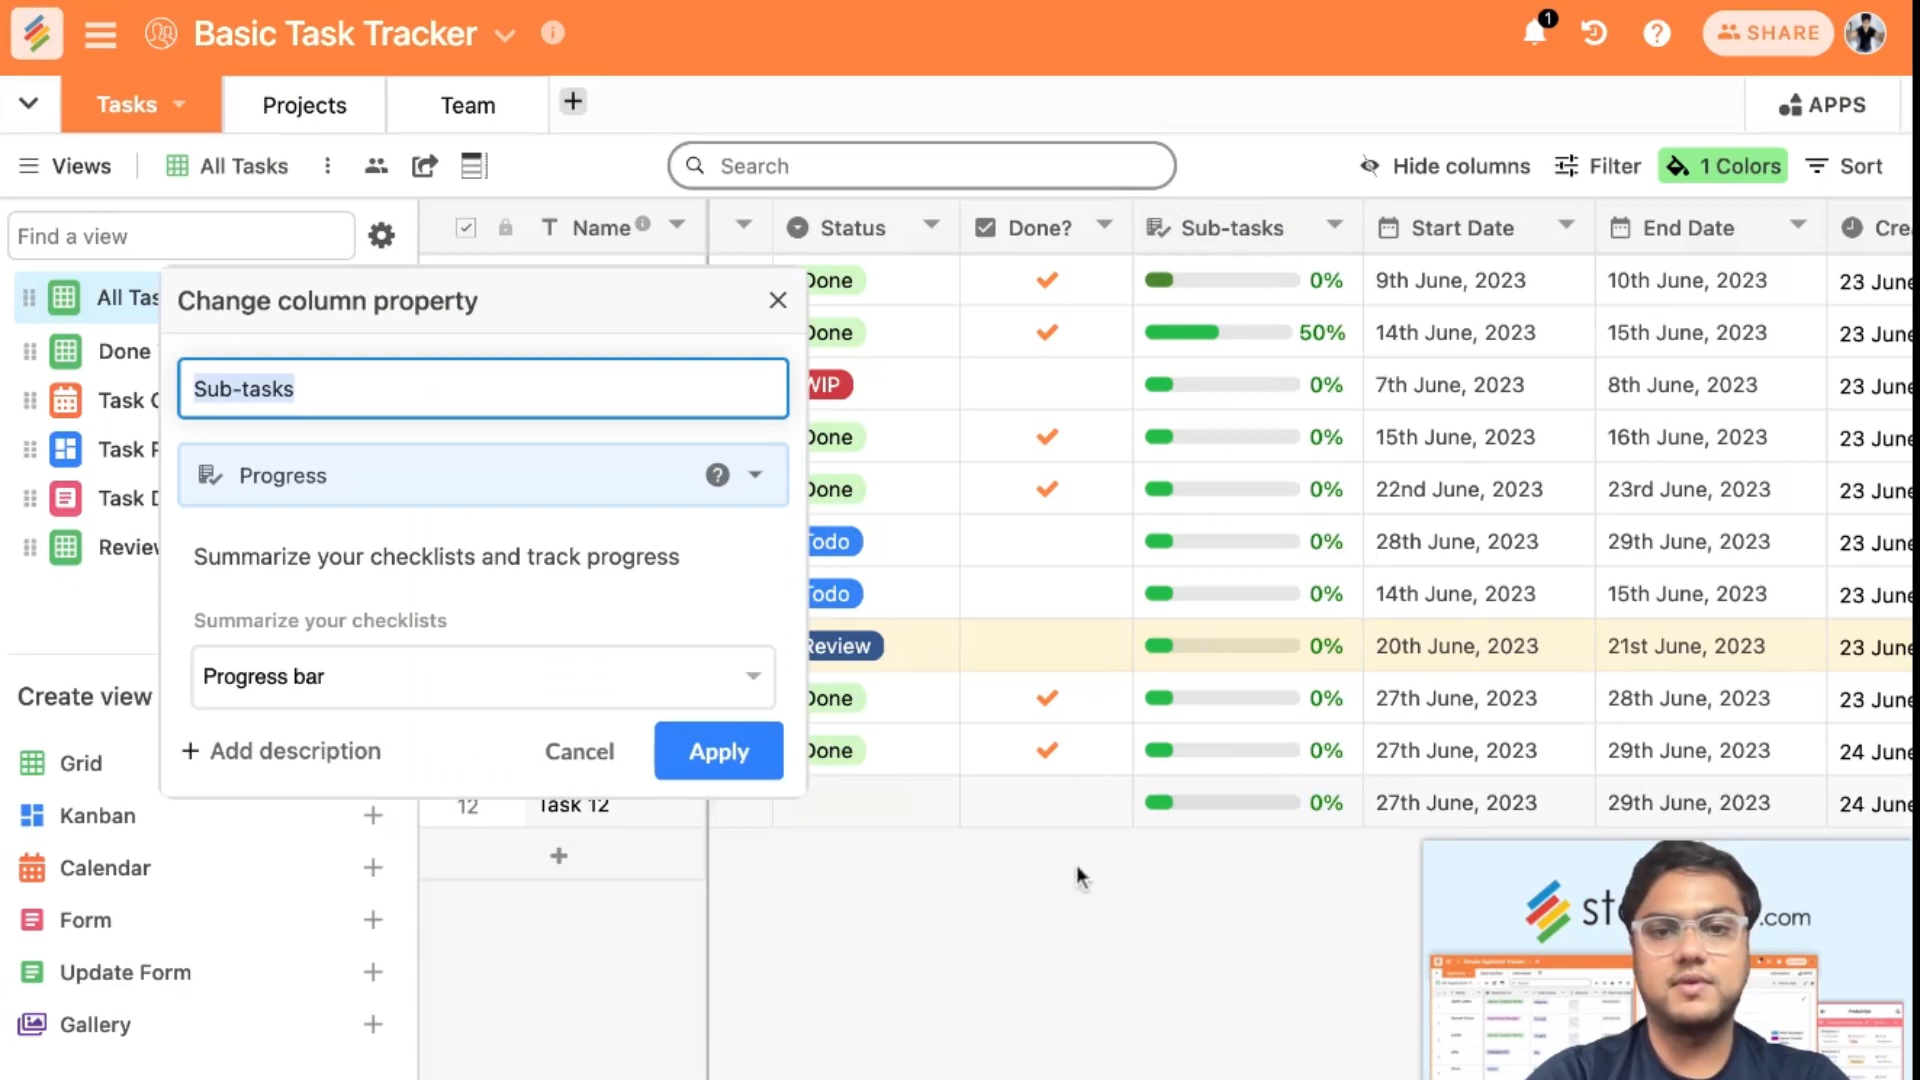 Basic Task Tracker
1
SHARE
Tasks
Projects
Team
APPS
Views
All Tasks
Search
Hide columns
Filter
1 Colors
Sort
Find a view
Name
Status
Done?
Sub-tasks
Start Date
End Date
Cre
All Tas
Done
Task C
Task
Task D
Review
Change column property
Sub-tasks
Progress
Summarize your checklists and track progress
Summarize your checklists
Progress bar
Add description
Cancel
Apply
Done 0% 9th June, 2023 10th June, 2023 23 June
Done 50% 14th June, 2023 15th June, 2023 23 June
WIP 0% 7th June, 2023 8th June, 2023 23 June
Done 0% 15th June, 2023 16th June, 2023 23 June
Done 0% 22nd June, 2023 23rd June, 2023 23 June
Todo 0% 28th June, 2023 29th June, 2023 23 June
Todo 0% 14th June, 2023 15th June, 2023 23 June
Review 0% 20th June, 2023 21st June, 2023 23 June
Done 0% 27th June, 2023 28th June, 2023 23 June
Done 0% 27th June, 2023 29th June, 2023 24 June
12 Task 12 0% 27th June, 2023 29th June, 2023 24 June
Create view
Grid
Kanban
Calendar
Form
Update Form
Gallery
st .com